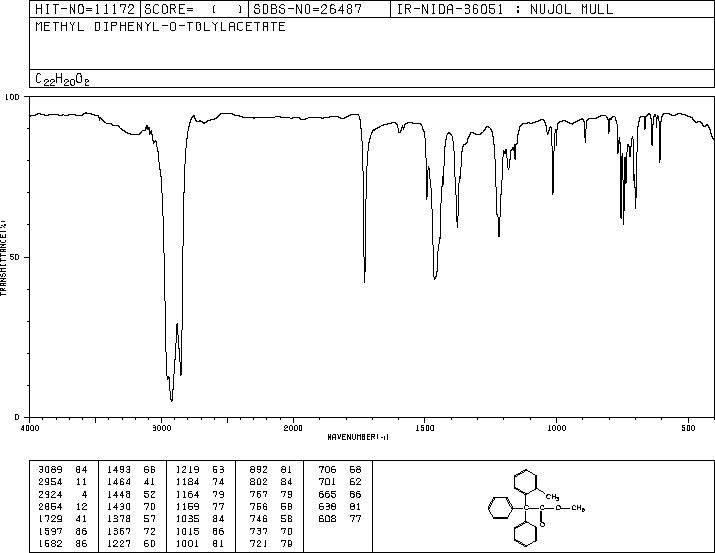 HIT-NO=11172 SCORE= ( ) SDBS-NO=26487 IR-NIDA-36051 : NUJOL MULL
METHYL DIPHENYL-O-TOLYLACETATE
C22H20O2
100
50
0
TRANSMITTANCE(%)
4000 3000 2000 1500 1000 500
WAVENUMBER(-1)
3089 84 1493 66 1219 53 892 81 706 58
2954 11 1464 41 1184 74 802 84 701 62
2924 4 1448 52 1164 79 767 79 665 86
2854 12 1430 70 1159 77 756 58 638 81
1729 41 1378 57 1035 84 746 58 608 77
1597 86 1367 72 1015 86 737 70
1582 86 1227 60 1001 81 721 79
CH3
O CH3
O